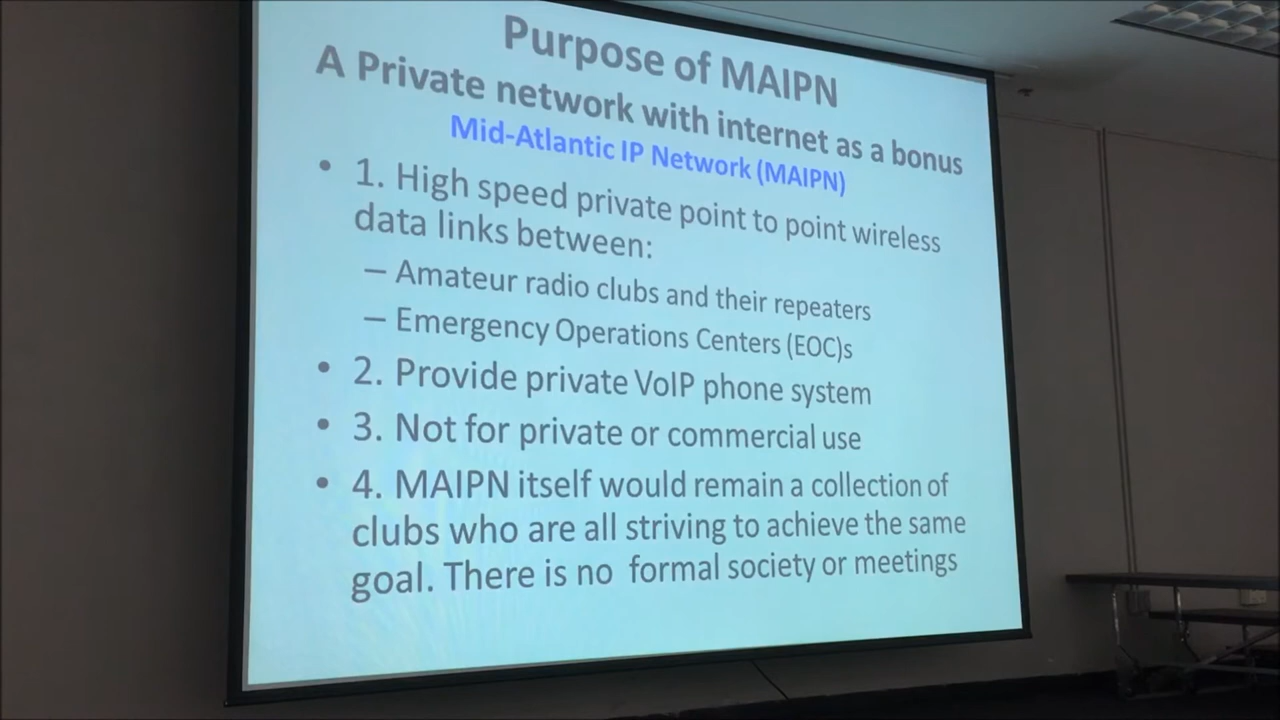 Purpose of MAIPN
A Private network with internet as a bonus
Mid-Atlantic IP Network (MAIPN)
• 1. High speed private point to point wireless
data links between:
– Amateur radio clubs and their repeaters
– Emergency Operations Centers (EOC)s
• 2. Provide private VoIP phone system
• 3. Not for private or commercial use
• 4. MAIPN itself would remain a collection of
clubs who are all striving to achieve the same
goal. There is no formal society or meetings